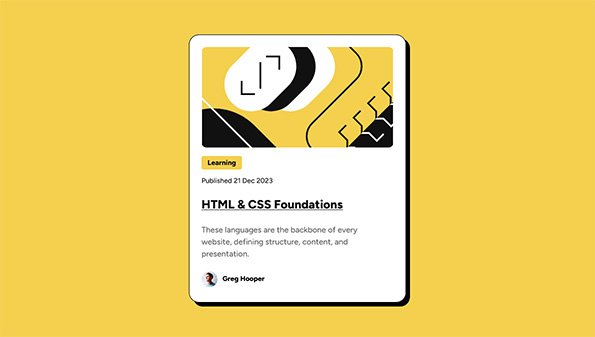 Learning
Published 21 Dec 2023
HTML & CSS Foundations
These languages are the backbone of every
website, defining structure, content, and
presentation.
Greg Hooper